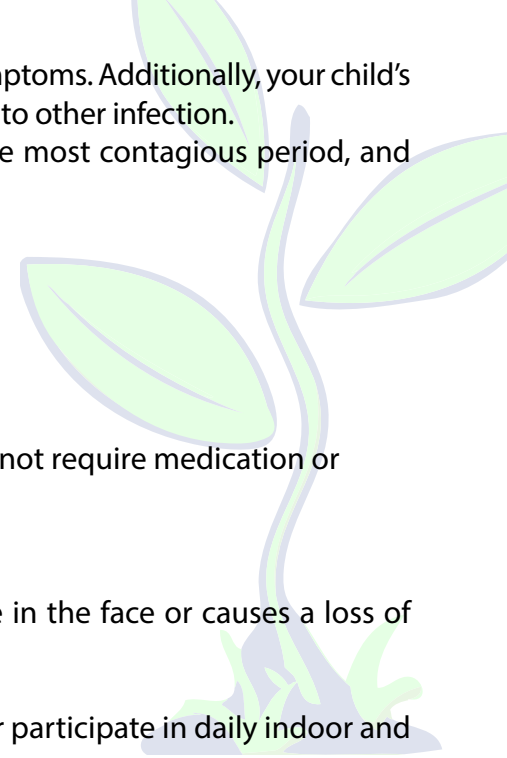 ptoms. Additionally, your child's
to other infection.
e most contagious period, and
not require medication or
e in the face or causes a loss of
r participate in daily indoor and